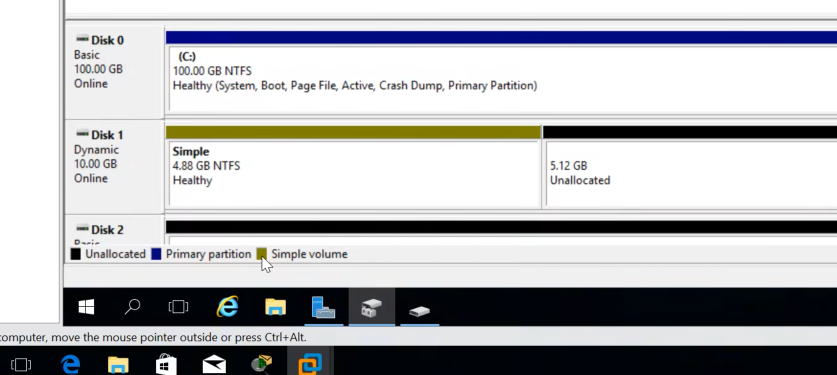 Disk 0
Basic
100.00 GB
Online
(C:)
100.00 GB NTFS
Healthy (System, Boot, Page File, Active, Crash Dump, Primary Partition)
Disk 1
Dynamic
10.00 GB
Online
Simple
4.88 GB NTFS
Healthy
5.12 GB
Unallocated
Disk 2
Basic
Unallocated Primary partition Simple volume
computer, move the mouse pointer outside or press Ctrl+Alt.